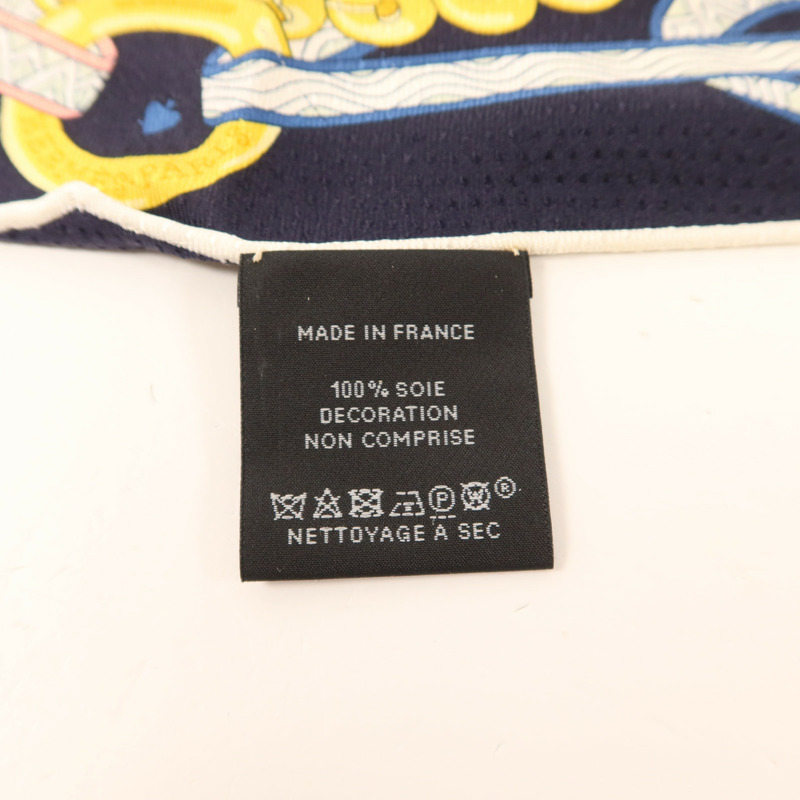 MADE IN FRANCE
100% SOIE
DECORATION
NON COMPRISE
P W ®
NETTOYAGE À SEC